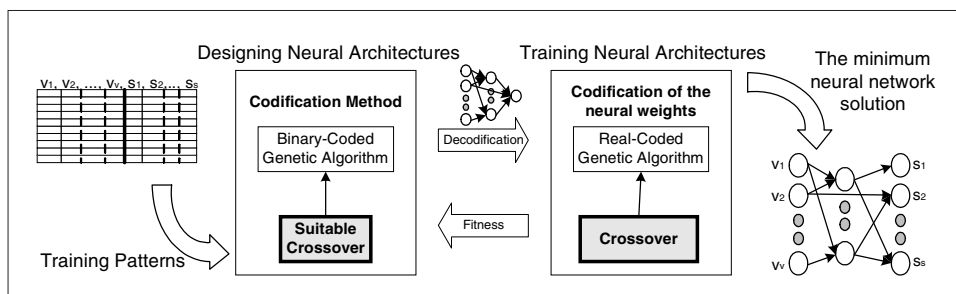 Designing Neural Architectures
Training Neural Architectures
The minimum
neural network
solution
V1, V2, ...., Vv, S1, S2..., Ss
Codification Method
Binary-Coded
Genetic Algorithm
Suitable
Crossover
Training Patterns
Decodification
Fitness
Codification of the
neural weights
Real-Coded
Genetic Algorithm
Crossover
V1
V2
Vv
S1
S2
Ss